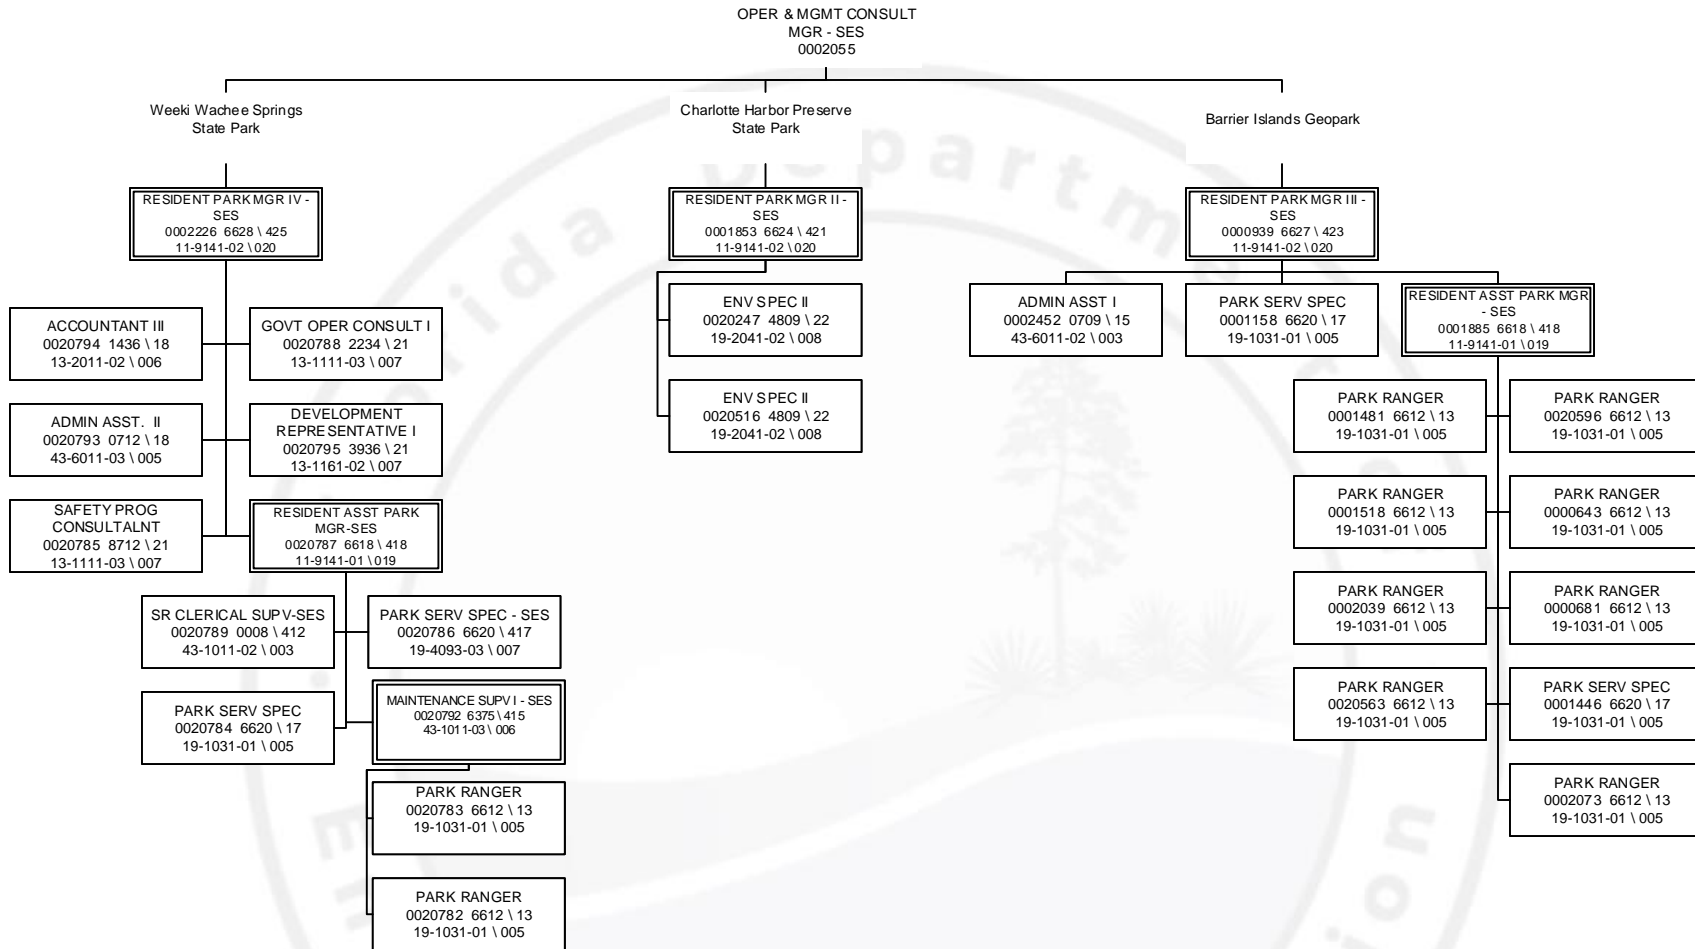 OPER & MGMT CONSULT
MGR - SES
0002055
Weeki Wachee Springs
State Park
Charlotte Harbor Preserve
State Park
Barrier Islands Geopark
RESIDENT PARK MGR IV -
SES
0002226 6628 \ 425
11-9141-02 \ 020
RESIDENT PARK MGR II -
SES
0001853 6624 \ 421
11-9141-02 \ 020
RESIDENT PARK MGR III -
SES
0000939 6627 \ 423
11-9141-02 \ 020
ACCOUNTANT III
0020794 1436 \ 18
13-2011-02 \ 006
GOVT OPER CONSULT I
0020788 2234 \ 21
13-1111-03 \ 007
ADMIN ASST. II
0020793 0712 \ 18
43-6011-03 \ 005
DEVELOPMENT
REPRESENTATIVE I
0020795 3936 \ 21
13-1161-02 \ 007
SAFETY PROG
CONSULTALNT
0020785 8712 \ 21
13-1111-03 \ 007
RESIDENT ASST PARK
MGR-SES
0020787 6618 \ 418
11-9141-01 \ 019
SR CLERICAL SUPV-SES
0020789 0008 \ 412
43-1011-02 \ 003
PARK SERV SPEC - SES
0020786 6620 \ 417
19-4093-03 \ 007
PARK SERV SPEC
0020784 6620 \ 17
19-1031-01 \ 005
MAINTENANCE SUPV I - SES
0020792 6375 \ 415
43-1011-03 \ 006
PARK RANGER
0020783 6612 \ 13
19-1031-01 \ 005
PARK RANGER
0020782 6612 \ 13
19-1031-01 \ 005
ENV SPEC II
0020247 4809 \ 22
19-2041-02 \ 008
ENV SPEC II
0020516 4809 \ 22
19-2041-02 \ 008
ADMIN ASST I
0002452 0709 \ 15
43-6011-02 \ 003
PARK SERV SPEC
0001158 6620 \ 17
19-1031-01 \ 005
RESIDENT ASST PARK MGR
- SES
0001885 6618 \ 418
11-9141-01 \ 019
PARK RANGER
0001481 6612 \ 13
19-1031-01 \ 005
PARK RANGER
0020596 6612 \ 13
19-1031-01 \ 005
PARK RANGER
0001518 6612 \ 13
19-1031-01 \ 005
PARK RANGER
0000643 6612 \ 13
19-1031-01 \ 005
PARK RANGER
0002039 6612 \ 13
19-1031-01 \ 005
PARK RANGER
0000681 6612 \ 13
19-1031-01 \ 005
PARK RANGER
0020563 6612 \ 13
19-1031-01 \ 005
PARK SERV SPEC
0001446 6620 \ 17
19-1031-01 \ 005
PARK RANGER
0002073 6612 \ 13
19-1031-01 \ 005